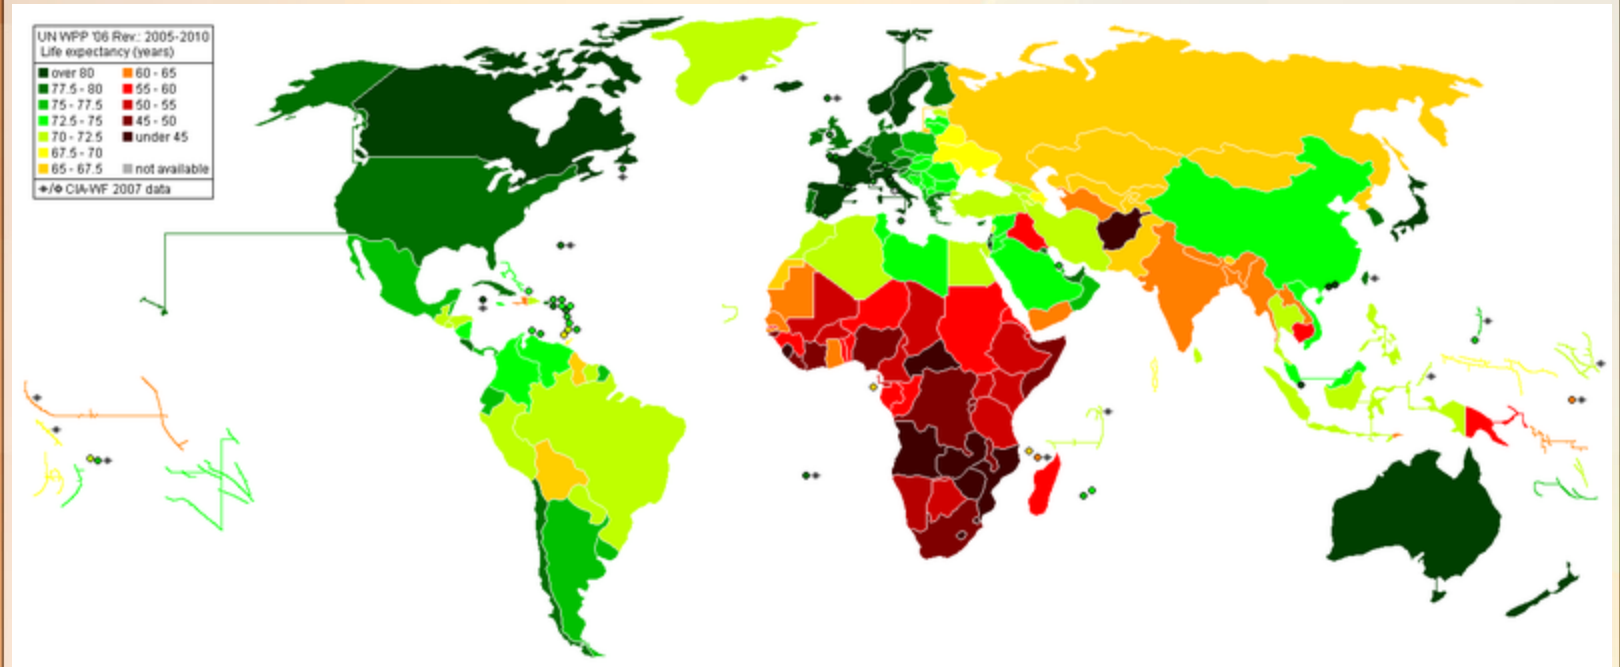 UN WPP '06 Rev.: 2005-2010
Life expectancy (years)
over 80
77.5 - 80
75 - 77.5
72.5 - 75
70 - 72.5
67.5 - 70
65 - 67.5
60 - 65
55 - 60
50 - 55
45 - 50
under 45
not available
CIA-WF 2007 data